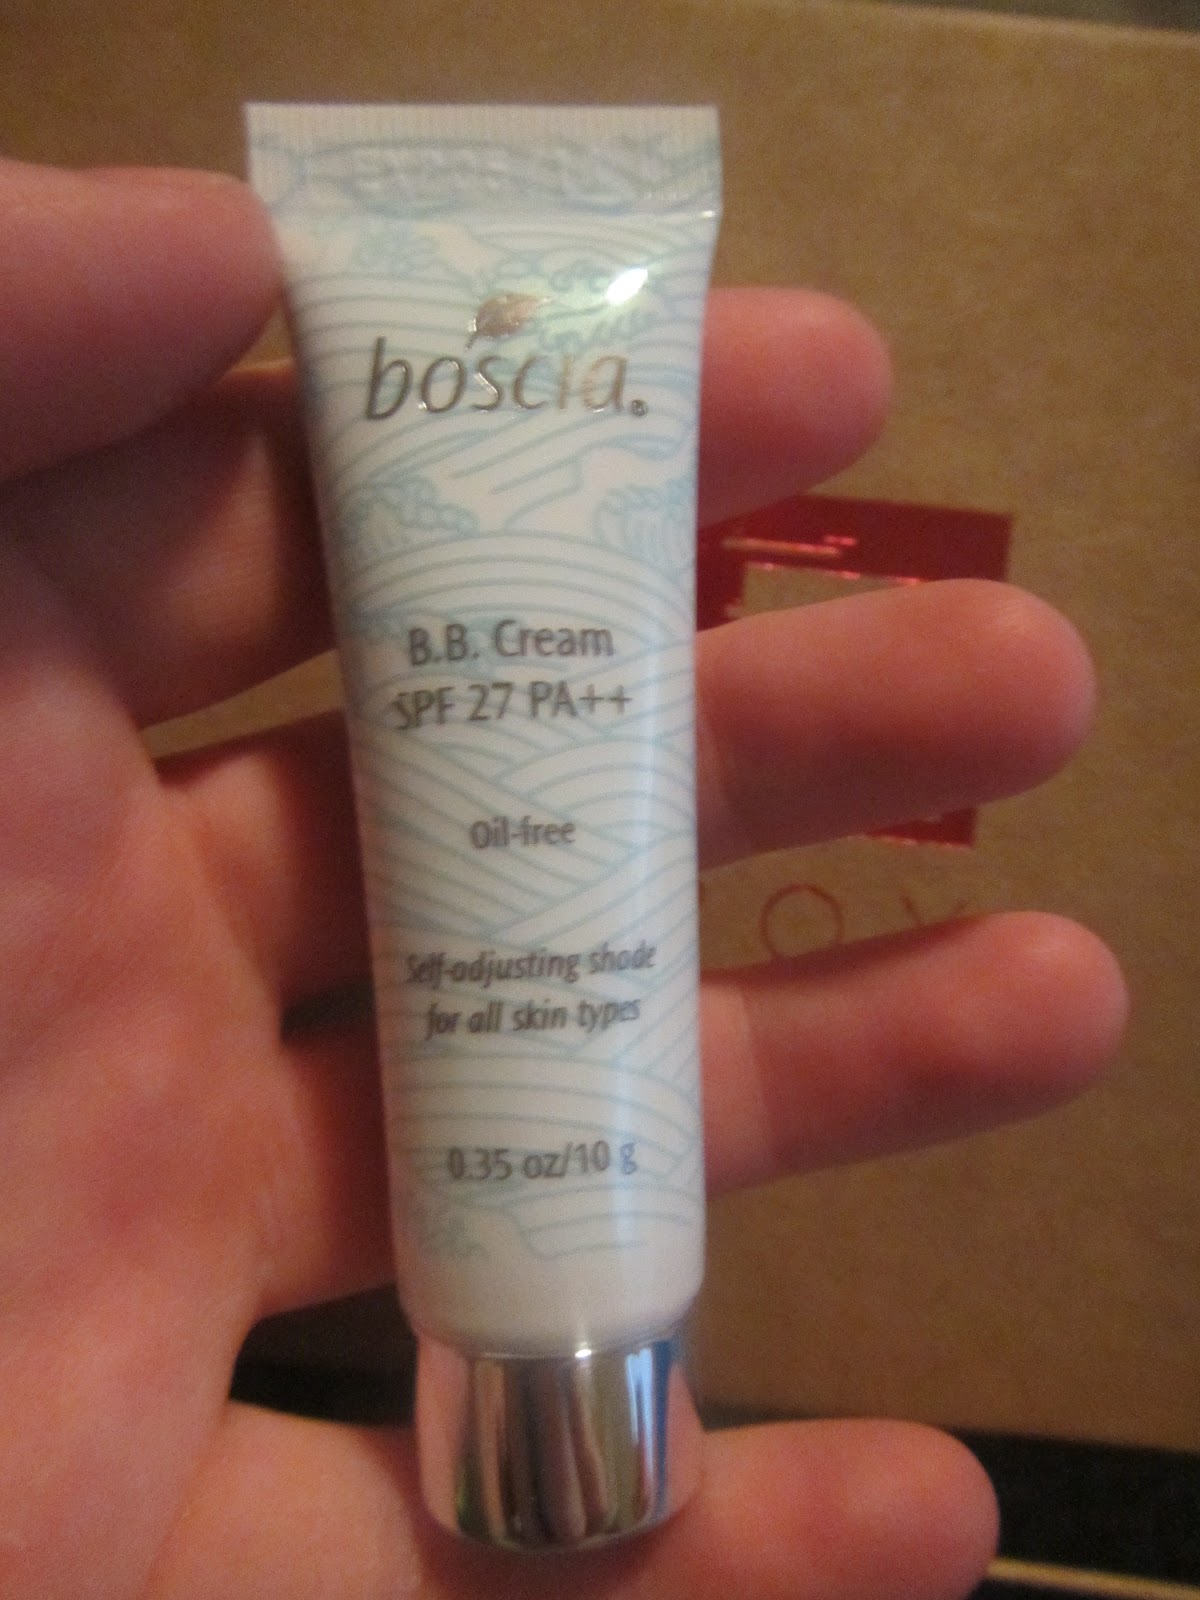 boscia®
B.B. Cream
SPF 27 PA++
Oil-free
Self-adjusting shade
for all skin types
0.35 oz/10 g